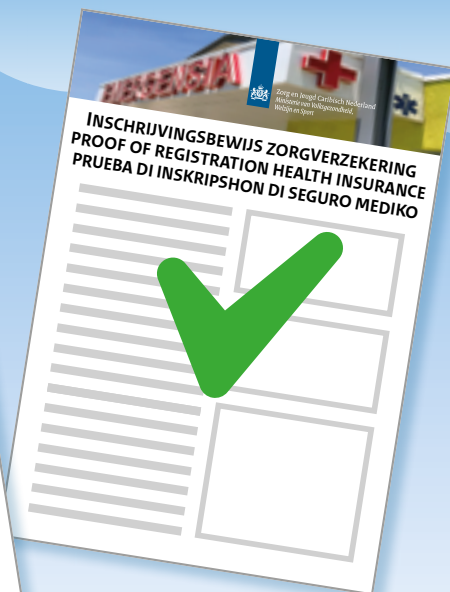 EMERGENCIA
Zorg en Jeugd Caribisch Nederland
Ministerie van Volksgezondheid,
Welzijn en Sport
INSCHRIJVINGSBEWIJS ZORGVERZEKERING
PROOF OF REGISTRATION HEALTH INSURANCE
PRUEBA DI INSKRIPSHON DI SEGURO MEDIKO